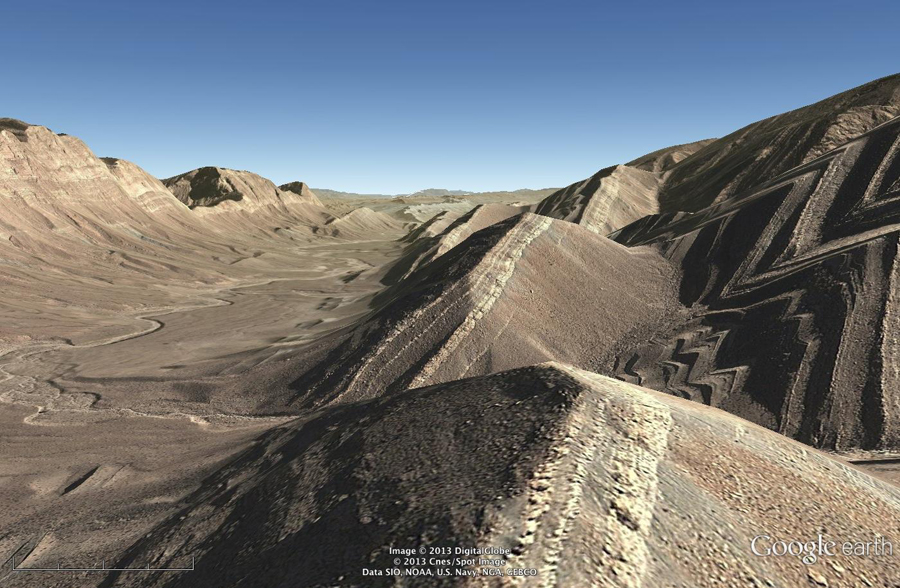 Image © 2013 DigitalGlobe
© 2013 Cnes/Spot Image
Data SIO, NOAA, U.S. Navy, NGA, GEBCO
Google earth